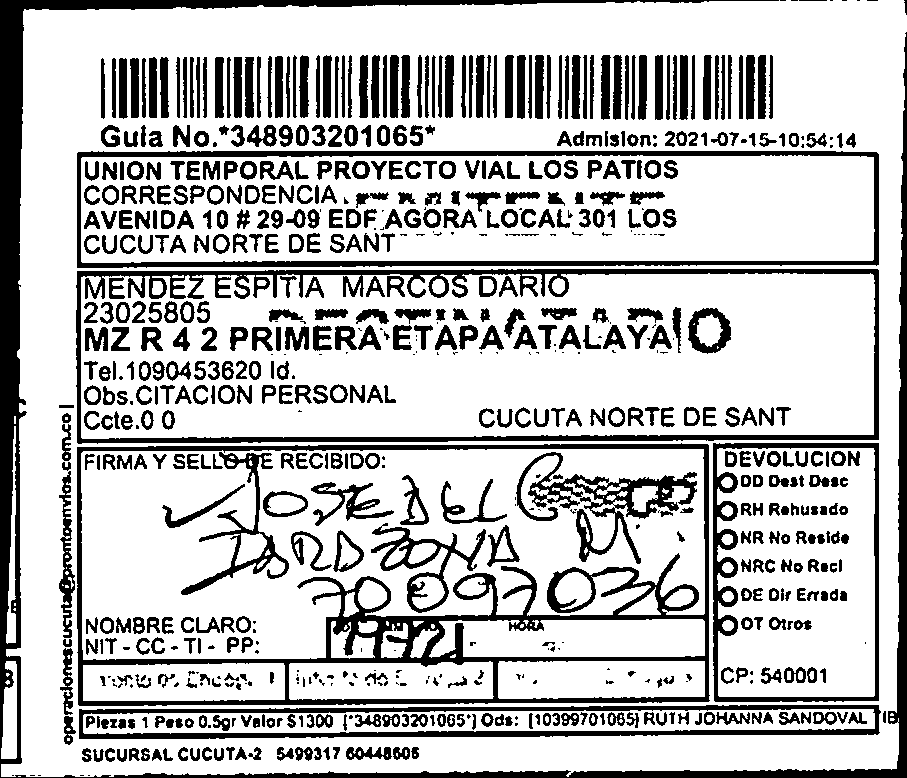 Guia No.*348903201065*
Admision: 2021-07-15-10:54:14
UNION TEMPORAL PROYECTO VIAL LOS PATIOS
CORRESPONDENCIA
AVENIDA 10 # 29-09 EDF AGORA LOCAL 301 LOS
CUCUTA NORTE DE SANT
MENDEZ ESPITIA MARCOS DARIO
23025805
MZ R 4 2 PRIMERA ETAPA ATALAYA
Tel.1090453620 Id.
Obs.CITACION PERSONAL
Ccte.0 0
CUCUTA NORTE DE SANT
operacionescucuta@prontoenvios.com.co
FIRMA Y SELLO DE RECIBIDO:
JOSE DEL
M.
NOMBRE CLARO:
NIT - CC - TI - PP:
HORA
DEVOLUCION
DD Dest Desc
RH Rehusado
NR No Reside
NRC No Recl
DE Dir Errada
OT Otros
CP: 540001
Piezas 1 Peso 0.5gr Valor $1300 [*348903201065*] Ods: [10399701065] RUTH JOHANNA SANDOVAL TIB
SUCURSAL CUCUTA-2 5499317 60448606